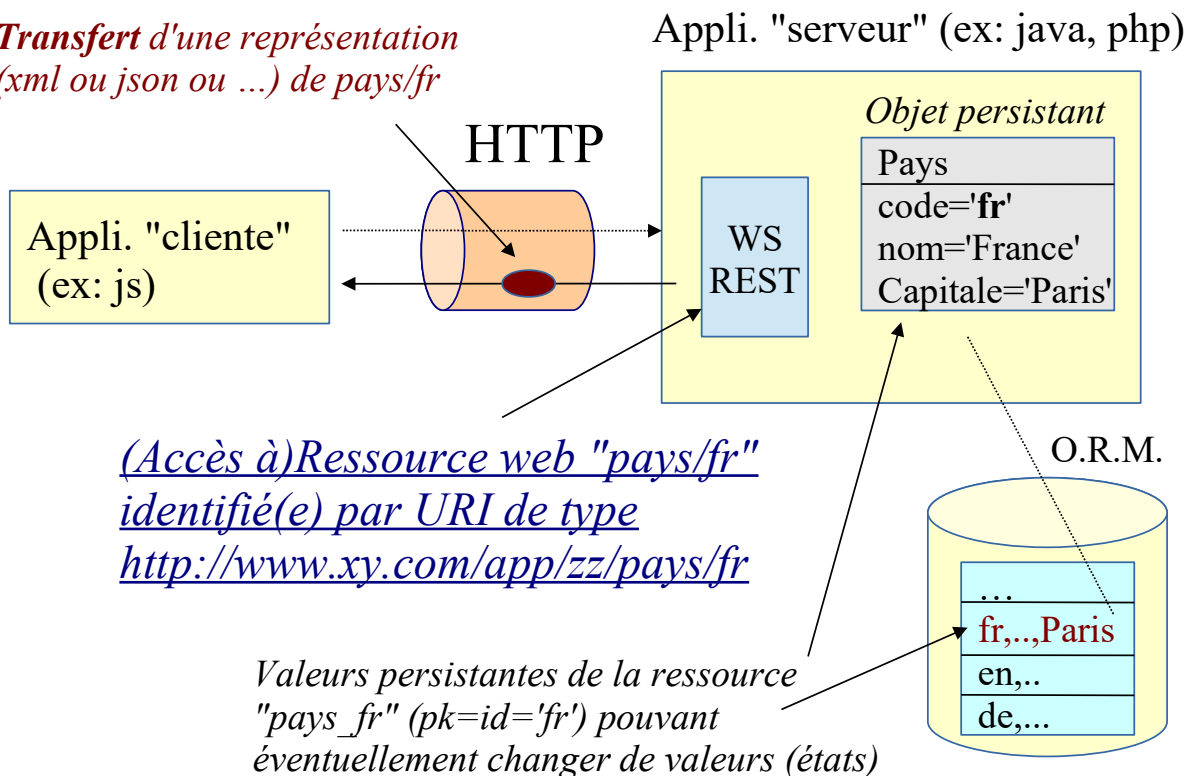 Transfert d'une représentation
(xml ou json ou ...) de pays/fr
Appli. "serveur" (ex: java, php)
Objet persistant
HTTP
Pays
code='fr'
nom='France'
Capitale='Paris'
Appli. "cliente"
(ex: js)
WS
REST
(Accès à)Ressource web "pays/fr"
identifié(e) par URI de type
http://www.xy.com/app/zz/pays/fr
O.R.M.
...
fr,..,Paris
en,..
de,...
Valeurs persistantes de la ressource
"pays_fr" (pk=id='fr') pouvant
éventuellement changer de valeurs (états)